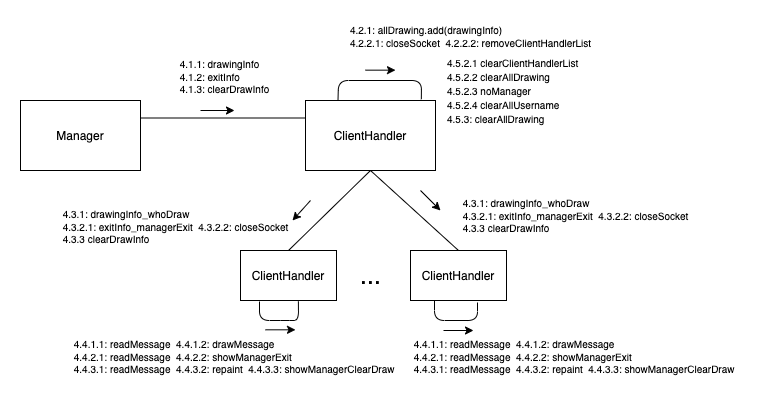 4.2.1: allDrawing.add(drawingInfo)
4.2.2.1: closeSocket 4.2.2.2: removeClientHandlerList
4.1.1: drawingInfo
4.1.2: exitInfo
4.1.3: clearDrawInfo
4.5.2.1 clearClientHandlerList
4.5.2.2 clearAllDrawing
4.5.2.3 noManager
4.5.2.4 clearAllUsername
4.5.3: clearAllDrawing
Manager
ClientHandler
4.3.1: drawingInfo_whoDraw
4.3.2.1: exitInfo_managerExit 4.3.2.2: closeSocket
4.3.3 clearDrawInfo
4.3.1: drawingInfo_whoDraw
4.3.2.1: exitInfo_managerExit 4.3.2.2: closeSocket
4.3.3 clearDrawInfo
ClientHandler
...
ClientHandler
4.4.1.1: readMessage 4.4.1.2: drawMessage
4.4.2.1: readMessage 4.4.2.2: showManagerExit
4.4.3.1: readMessage 4.4.3.2: repaint 4.4.3.3: showManagerClearDraw
4.4.1.1: readMessage 4.4.1.2: drawMessage
4.4.2.1: readMessage 4.4.2.2: showManagerExit
4.4.3.1: readMessage 4.4.3.2: repaint 4.4.3.3: showManagerClearDraw